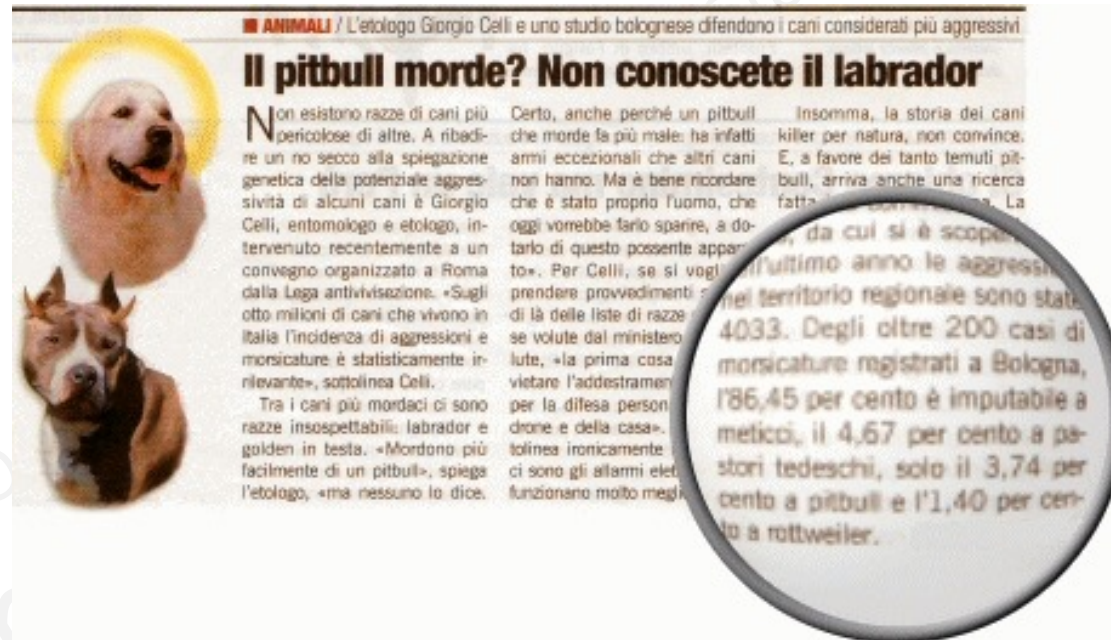 ANIMALI / L'etologo Giorgio Celli e uno studio bolognese difendono i cani considerati più aggressivi
Il pitbull morde? Non conoscete il labrador
Non esistono razze di cani più
pericolose di altre. A ribadi-
re un no secco alla spiegazione
genetica della potenziale aggres-
sività di alcuni cani è Giorgio
Celli, entomologo e etologo, in-
tervenuto recentemente a un
convegno organizzato a Roma
dalla Lega antivivisezione. «Sugli
otto milioni di cani che vivono in
Italia l'incidenza di aggressioni e
morsicature è statisticamente ir-
rilevante», sottolinea Celli.
Tra i cani più mordaci ci sono
razze insospettabili: labrador e
golden in testa. «Mordono più
facilmente di un pitbull», spiega
l'etologo, «ma nessuno lo dice.
Certo, anche perché un pitbull
che morde fa più male: ha infatti
armi eccezionali che altri cani
non hanno. Ma è bene ricordare
che è stato proprio l'uomo, che
oggi vorrebbe farlo sparire, a do-
tarlo di questo possente appar
to». Per Celli, se si vogl
prendere provvedimenti
di là delle liste di razze
se volute dal ministero
lute, «la prima cosa
vietare l'addestramen
per la difesa person
drone e della casa».
tolinea ironicamente
ci sono gli allarmi elet
funzionano molto megli
Insomma, la storia dei cani
killer per natura, non convince.
E, a favore dei tanto temuti pit-
bull, arriva anche una ricerca
fatta La
da cui si è scope
ell'ultimo anno le aggress
nel territorio regionale sono state
4033. Degli oltre 200 casi di
morsicature registrati a Bologna,
l'86,45 per cento è imputabile a
meticci, il 4,67 per cento a pa-
stori tedeschi, solo il 3,74 per
cento a pitbull e l'1,40 per cen-
to a rottweiler.